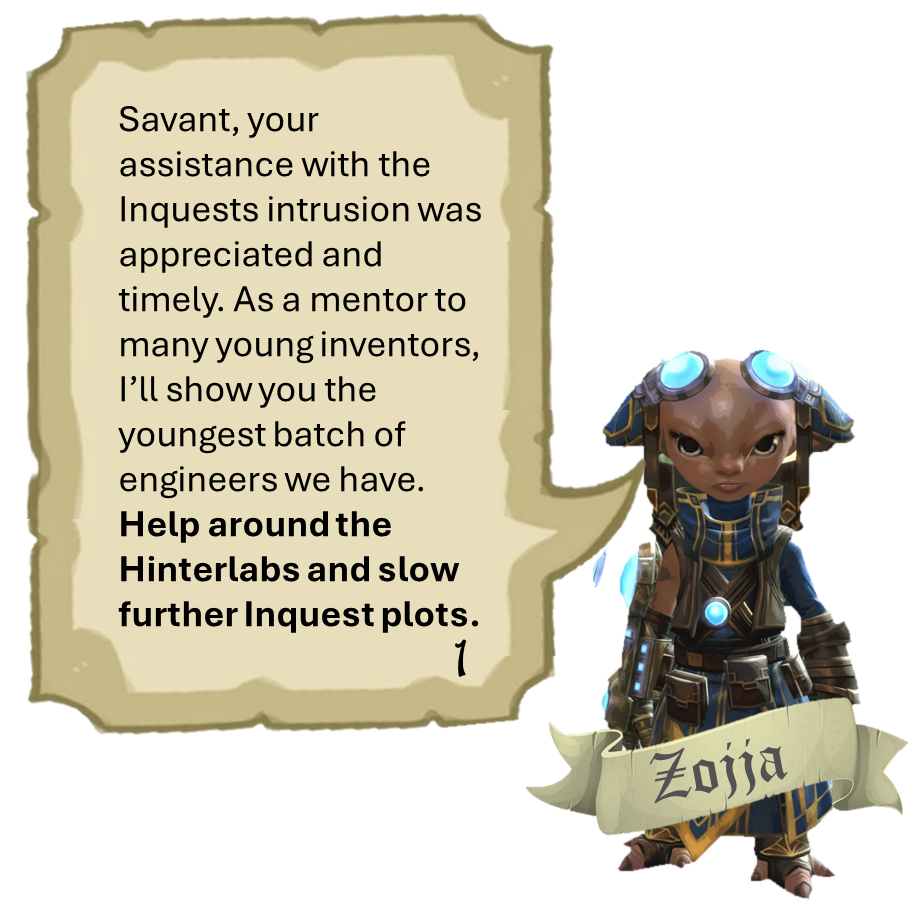 Savant, your
assistance with the
Inquests intrusion was
appreciated and
timely. As a mentor to
many young inventors,
I’ll show you the
youngest batch of
engineers we have.
Help around the
Hinterlabs and slow
further Inquest plots.
1
Zojja